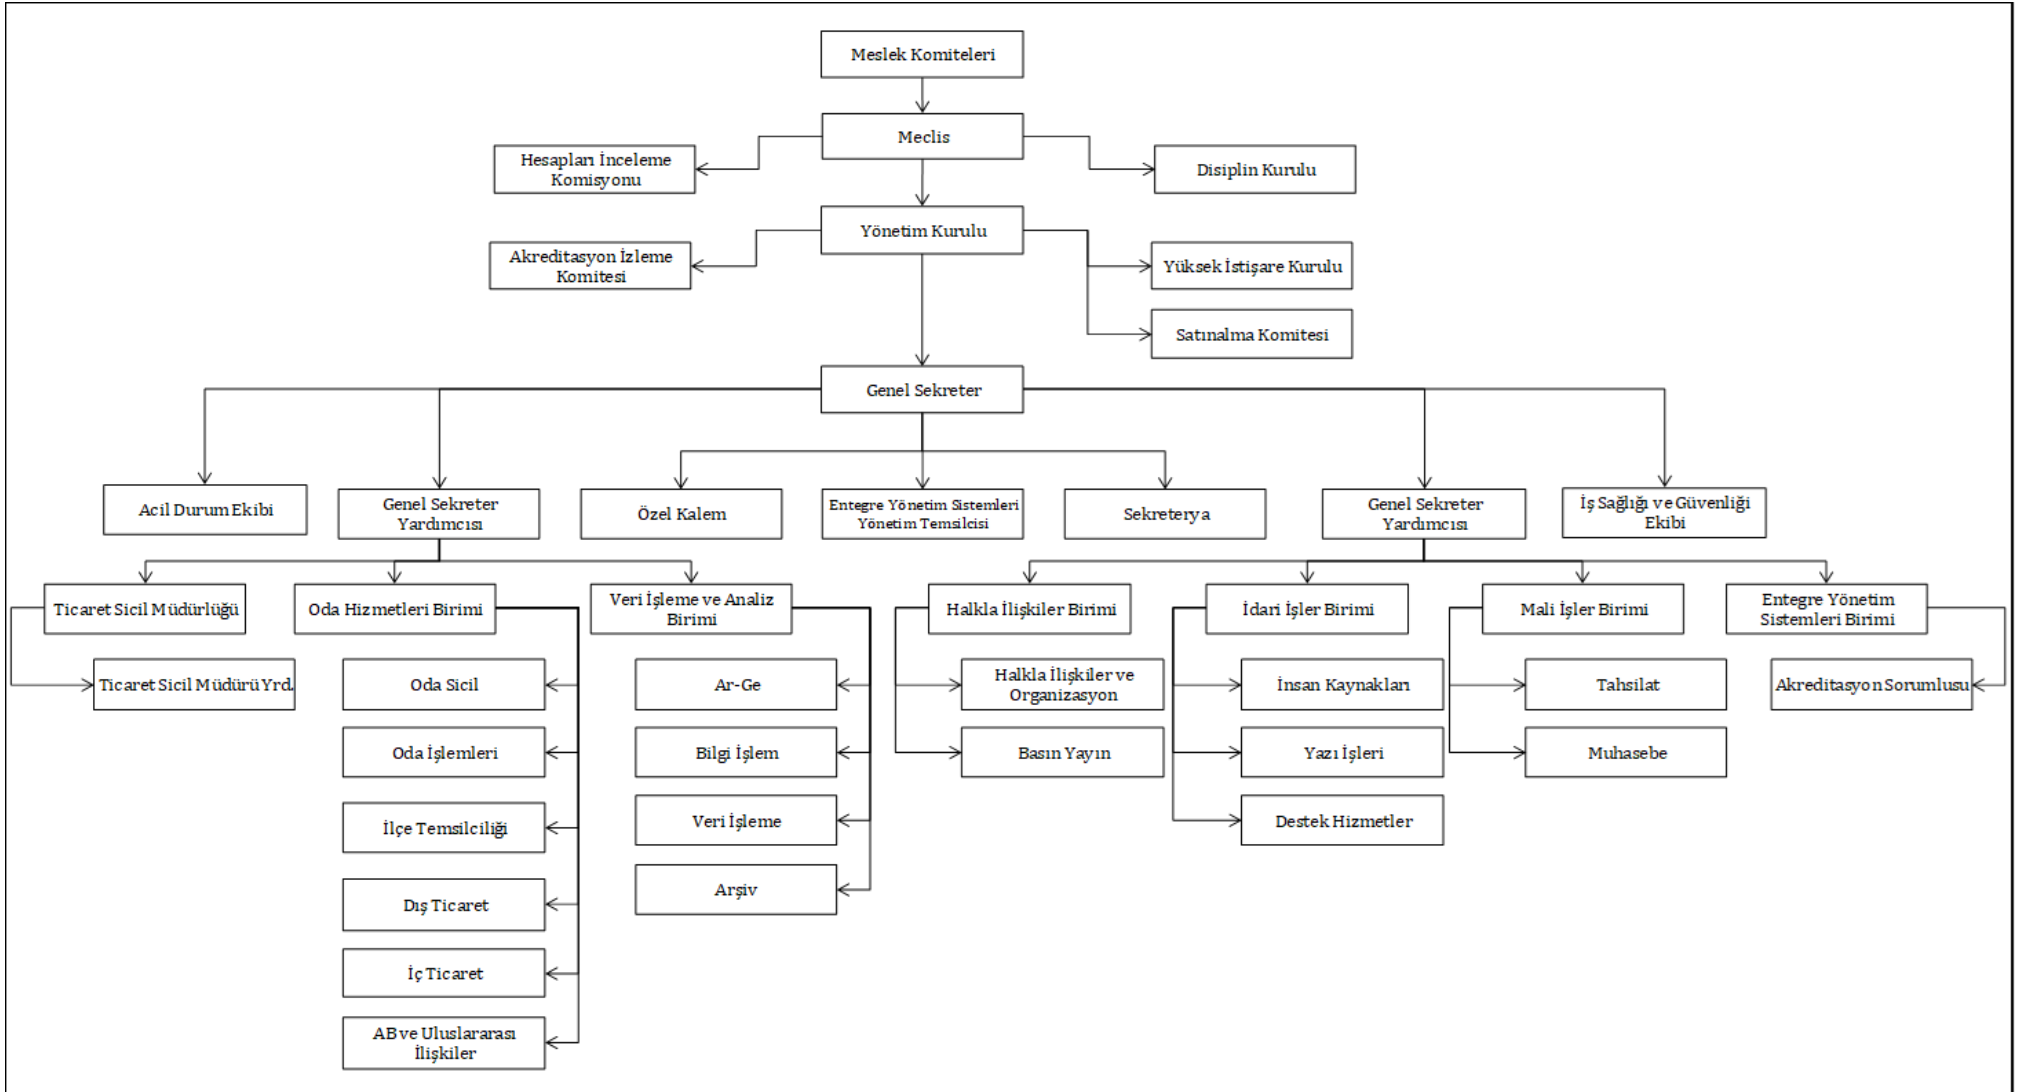 Meslek Komiteleri
Meclis
Hesapları İnceleme
Komisyonu
Disiplin Kurulu
Yönetim Kurulu
Akreditasyon İzleme
Komitesi
Yüksek İstişare Kurulu
Satınalma Komitesi
Genel Sekreter
Acil Durum Ekibi
Genel Sekreter
Yardımcısı
Özel Kalem
Entegre Yönetim Sistemleri
Yönetim Temsilcisi
Sekreterya
Genel Sekreter
Yardımcısı
İş Sağlığı ve Güvenliği
Ekibi
Ticaret Sicil Müdürlüğü
Oda Hizmetleri Birimi
Veri İşleme ve Analiz
Birimi
Halkla İlişkiler Birimi
İdari İşler Birimi
Mali İşler Birimi
Entegre Yönetim
Sistemleri Birimi
Ticaret Sicil Müdürü Yrd.
Oda Sicil
Ar-Ge
Halkla İlişkiler ve
Organizasyon
İnsan Kaynakları
Tahsilat
Akreditasyon Sorumlusu
Oda İşlemleri
Bilgi İşlem
Basın Yayın
Yazı İşleri
Muhasebe
İlçe Temsilciliği
Veri İşleme
Destek Hizmetler
Dış Ticaret
Arşiv
İç Ticaret
AB ve Uluslararası
İlişkiler